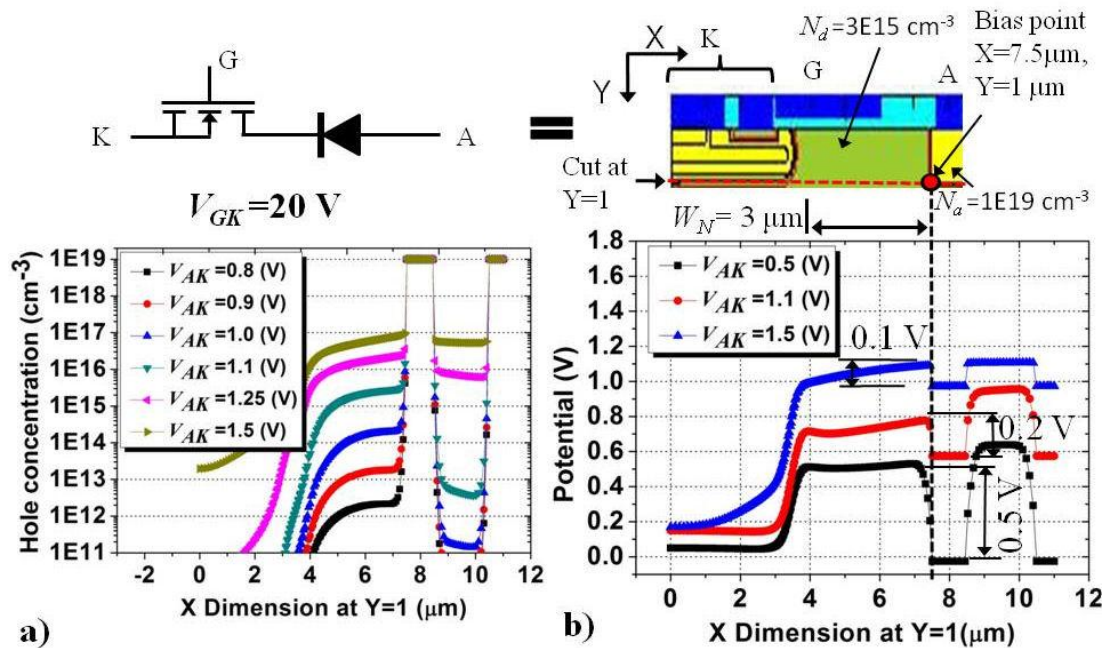 G
K
A
V_GK=20 V
=
X
Y
K
G
A
N_d=3E15 cm⁻³
Bias point
X=7.5μm,
Y=1 μm
Cut at
Y=1
W_N= 3 μm
N_a=1E19 cm⁻³
Hole concentration (cm⁻³)
1E19
1E18
1E17
1E16
1E15
1E14
1E13
1E12
1E11
V_AK=0.8 (V)
V_AK=0.9 (V)
V_AK=1.0 (V)
V_AK=1.1 (V)
V_AK=1.25 (V)
V_AK=1.5 (V)
-2 0 2 4 6 8 10 12
X Dimension at Y=1 (μm)
a)
Potential (V)
1.8
1.6
1.4
1.2
1.0
0.8
0.6
0.4
0.2
0.0
V_AK=0.5 (V)
V_AK=1.1 (V)
V_AK=1.5 (V)
0.1 V
0.2 V
0.5 V
0 2 4 6 8 10 12
X Dimension at Y=1(μm)
b)